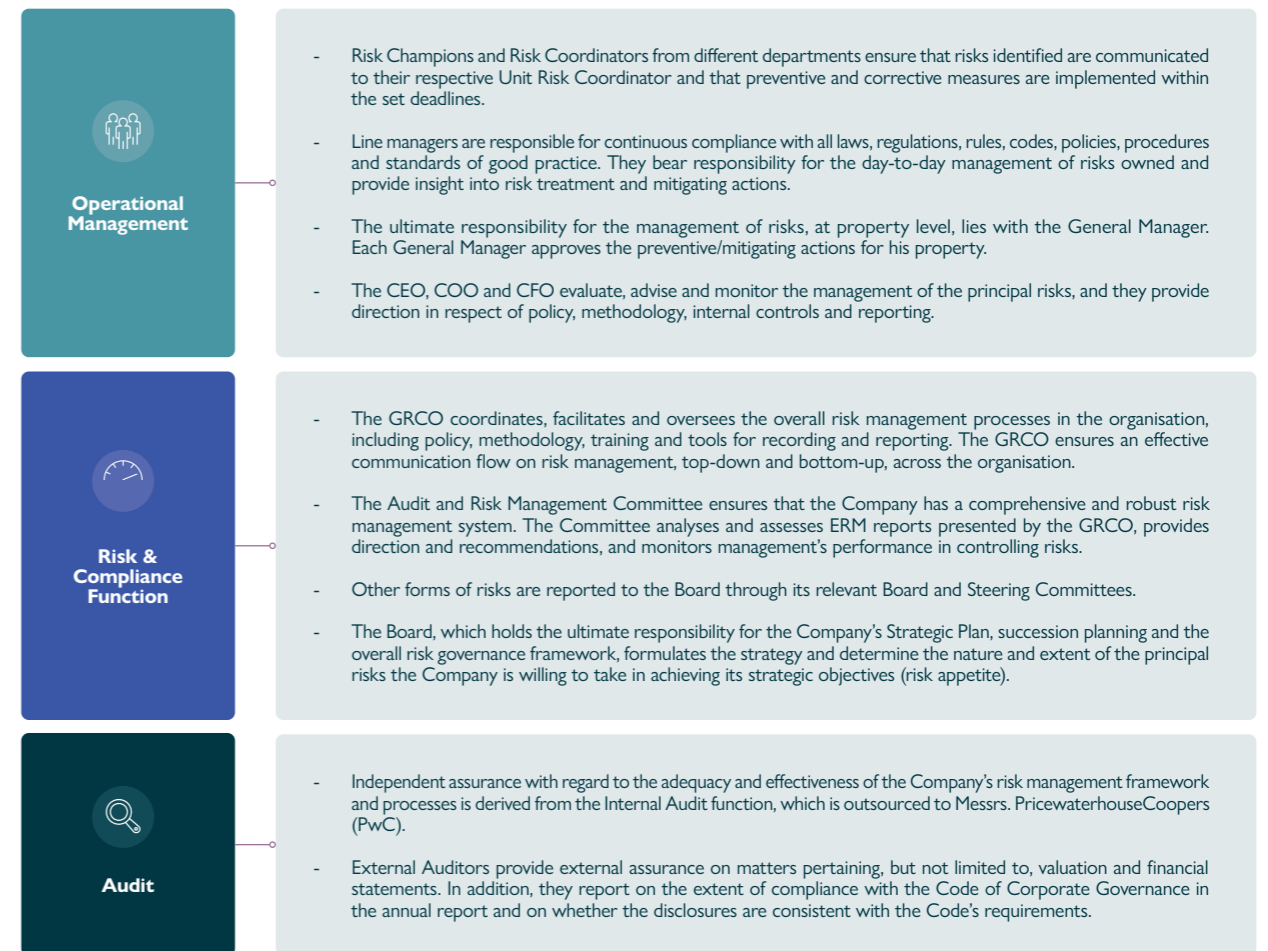 Operational
Management
- Risk Champions and Risk Coordinators from different departments ensure that risks identified are communicated
to their respective Unit Risk Coordinator and that preventive and corrective measures are implemented within
the set deadlines.
- Line managers are responsible for continuous compliance with all laws, regulations, rules, codes, policies, procedures
and standards of good practice. They bear responsibility for the day-to-day management of risks owned and
provide insight into risk treatment and mitigating actions.
- The ultimate responsibility for the management of risks, at property level, lies with the General Manager.
Each General Manager approves the preventive/mitigating actions for his property.
- The CEO, COO and CFO evaluate, advise and monitor the management of the principal risks, and they provide
direction in respect of policy, methodology, internal controls and reporting.
Risk &
Compliance
Function
- The GRCO coordinates, facilitates and oversees the overall risk management processes in the organisation,
including policy, methodology, training and tools for recording and reporting. The GRCO ensures an effective
communication flow on risk management, top-down and bottom-up, across the organisation.
- The Audit and Risk Management Committee ensures that the Company has a comprehensive and robust risk
management system. The Committee analyses and assesses ERM reports presented by the GRCO, provides
direction and recommendations, and monitors management's performance in controlling risks.
- Other forms of risks are reported to the Board through its relevant Board and Steering Committees.
- The Board, which holds the ultimate responsibility for the Company's Strategic Plan, succession planning and the
overall risk governance framework, formulates the strategy and determine the nature and extent of the principal
risks the Company is willing to take in achieving its strategic objectives (risk appetite).
Audit
- Independent assurance with regard to the adequacy and effectiveness of the Company's risk management framework
and processes is derived from the Internal Audit function, which is outsourced to Messrs. PricewaterhouseCoopers
(PwC).
- External Auditors provide external assurance on matters pertaining, but not limited to, valuation and financial
statements. In addition, they report on the extent of compliance with the Code of Corporate Governance in
the annual report and on whether the disclosures are consistent with the Code's requirements.